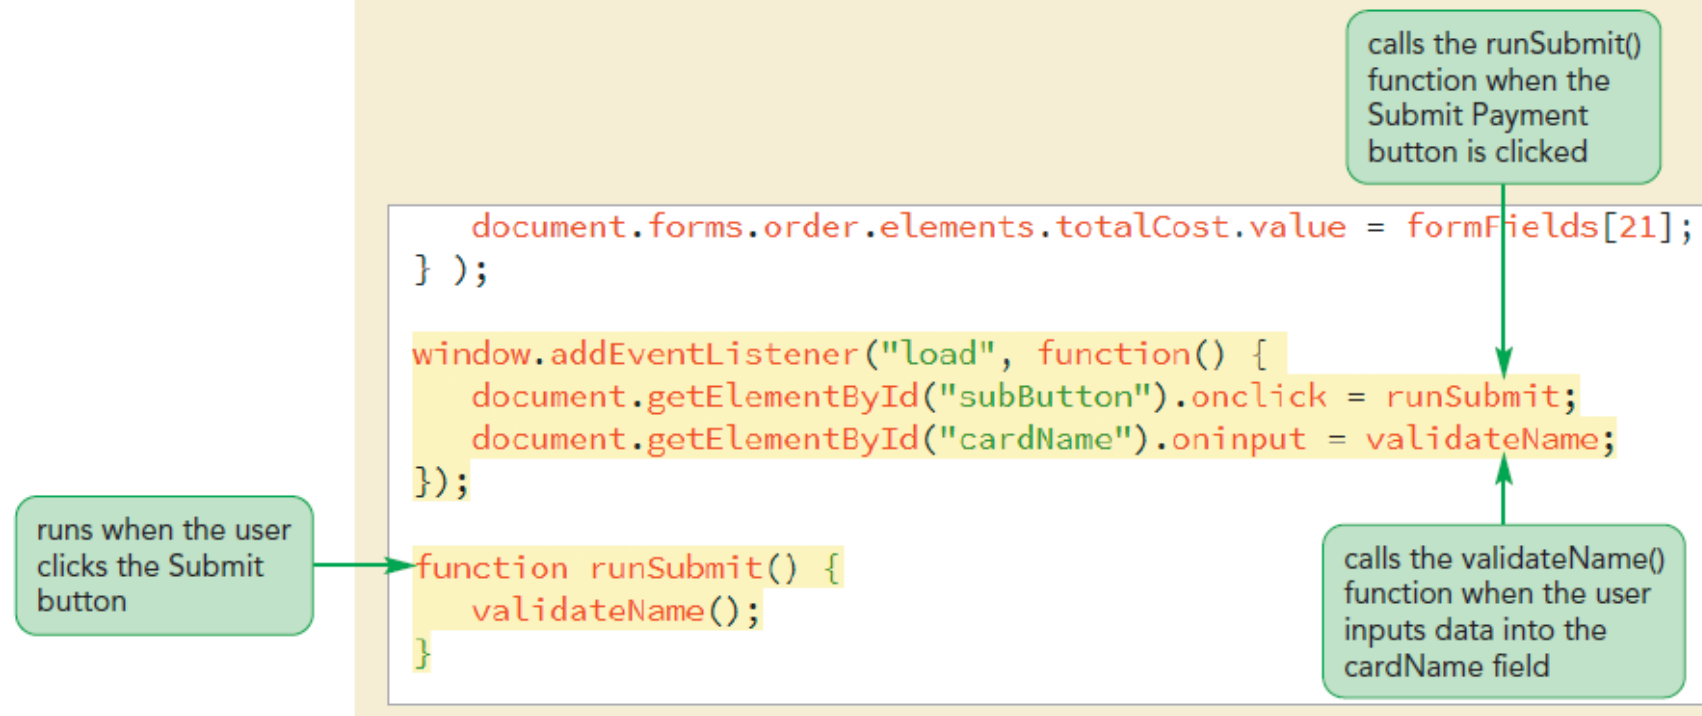 calls the runSubmit()
function when the
Submit Payment
button is clicked
document.forms.order.elements.totalCost.value = formFields[21];
} );
window.addEventListener("load", function() {
document.getElementById("subButton").onclick = runSubmit;
document.getElementById("cardName").oninput = validateName;
});
runs when the user
clicks the Submit
button
function runSubmit() {
validateName();
}
calls the validateName()
function when the user
inputs data into the
cardName field